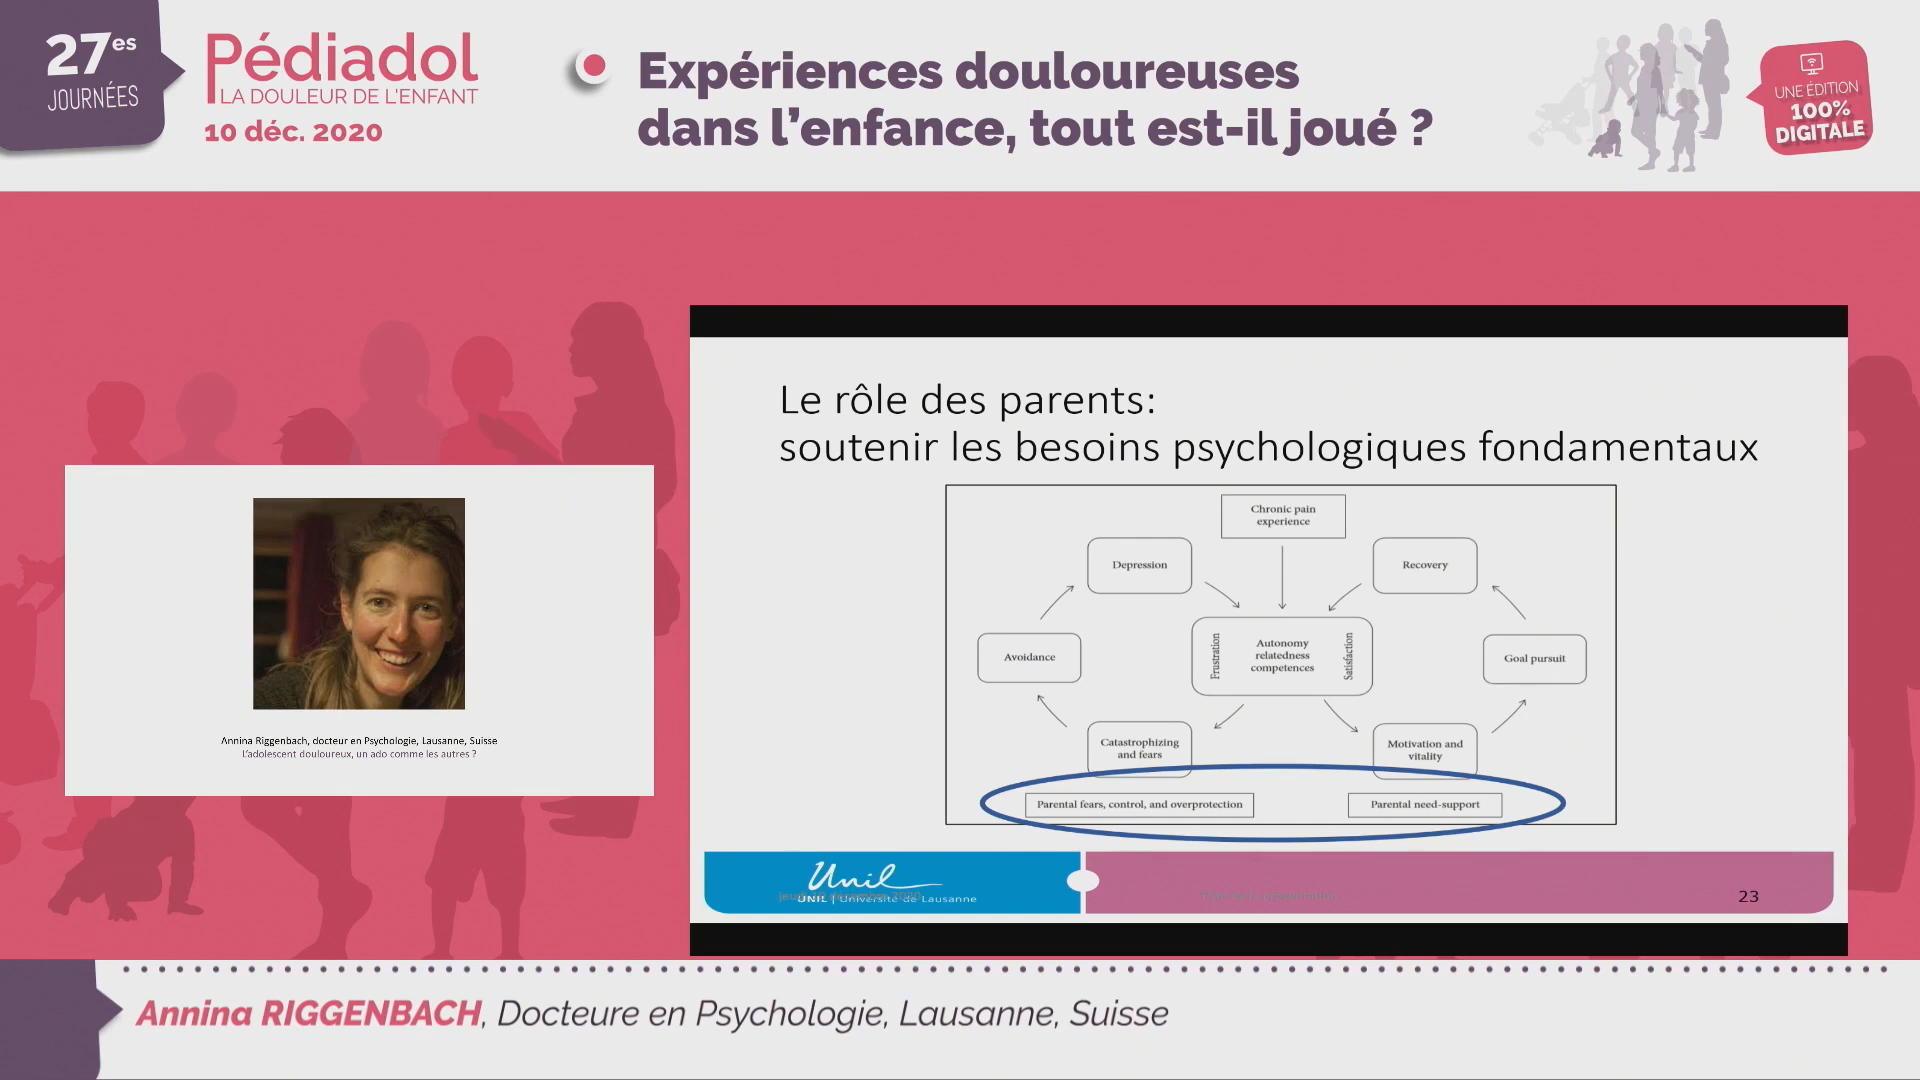 27es
JOURNÉES
Pédiadol
LA DOULEUR DE L'ENFANT
10 déc. 2020
Expériences douloureuses
dans l'enfance, tout est-il joué ?
UNE ÉDITION
100%
DIGITALE
Annina Riggenbach, docteur en Psychologie, Lausanne, Suisse
L'adolescent douloureux, un ado comme les autres ?
Le rôle des parents:
soutenir les besoins psychologiques fondamentaux
Chronic pain
experience
Depression
Recovery
Avoidance
Frustration
Autonomy
relatedness
competences
Satisfaction
Goal pursuit
Catastrophizing
and fears
Motivation and
vitality
Parental fears, control, and overprotection
Parental need-support
Unil
UNIL | Université de Lausanne
23
Annina RIGGENBACH, Docteure en Psychologie, Lausanne, Suisse